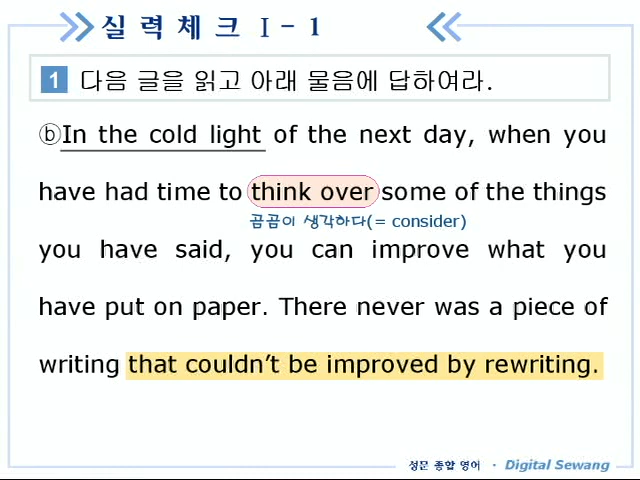 실력체크 I - 1
1 다음 글을 읽고 아래 물음에 답하여라.
ⓑIn the cold light of the next day, when you
have had time to think over some of the things
곰곰이 생각하다(= consider)
you have said, you can improve what you
have put on paper. There never was a piece of
writing that couldn't be improved by rewriting.
정문 종합 영어 · Digital Sewang